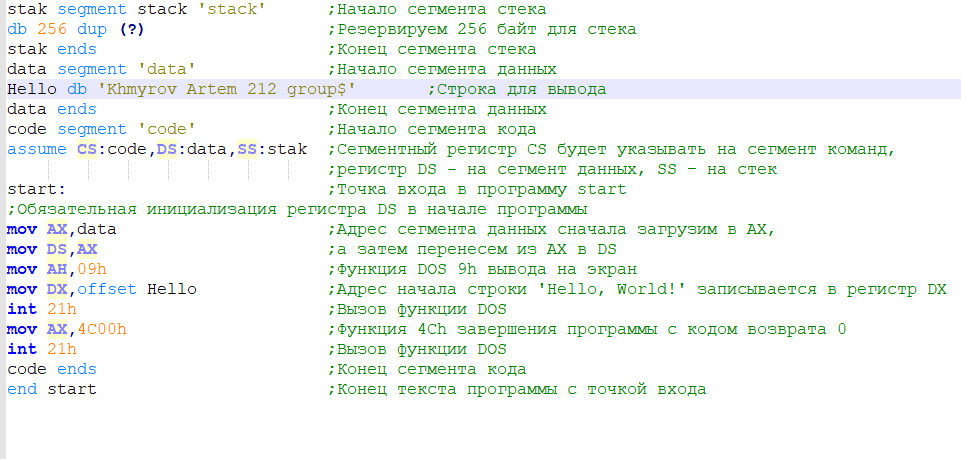 stak segment stack 'stack' ;Начало сегмента стека
db 256 dup (?) ;Резервируем 256 байт для стека
stak ends ;Конец сегмента стека
data segment 'data' ;Начало сегмента данных
Hello db 'Khmyrov Artem 212 group$' ;Строка для вывода
data ends ;Конец сегмента данных
code segment 'code' ;Начало сегмента кода
assume CS:code,DS:data,SS:stak ;Сегментный регистр CS будет указывать на сегмент команд,
;регистр DS - на сегмент данных, SS - на стек
start: ;Точка входа в программу start
;Обязательная инициализация регистра DS в начале программы
mov AX,data ;Адрес сегмента данных сначала загрузим в AX,
mov DS,AX ;а затем перенесем из AX в DS
mov AH,09h ;Функция DOS 9h вывода на экран
mov DX,offset Hello ;Адрес начала строки 'Hello, World!' записывается в регистр DX
int 21h ;Вызов функции DOS
mov AX,4C00h ;Функция 4Ch завершения программы с кодом возврата 0
int 21h ;Вызов функции DOS
code ends ;Конец сегмента кода
end start ;Конец текста программы с точкой входа